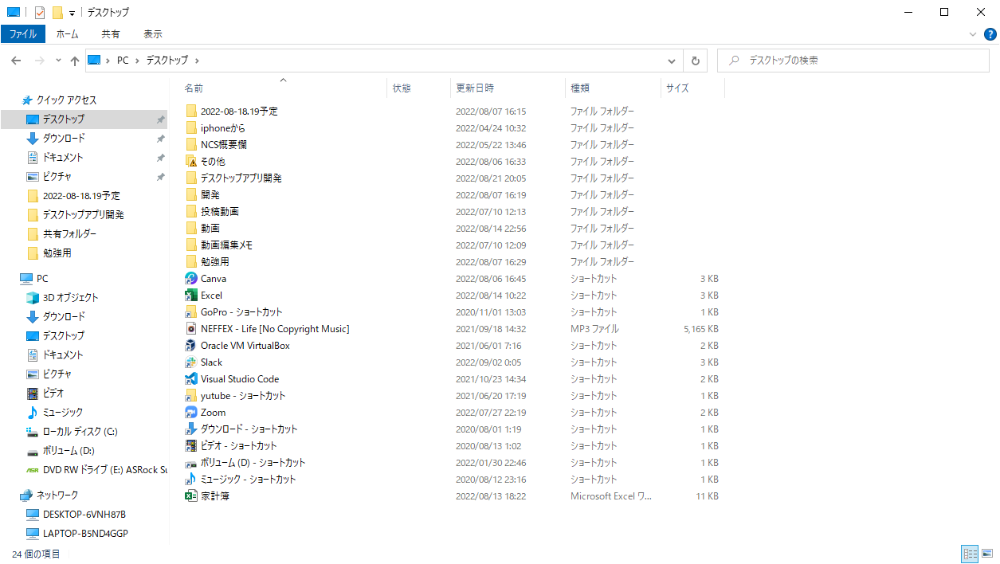 デスクトップ
ファイル ホーム 共有 表示
PC デスクトップ デスクトップの検索
名前 状態 更新日時 種類 サイズ
クイック アクセス
デスクトップ
ダウンロード
ドキュメント
ピクチャ
2022-08-18.19予定
デスクトップアプリ開発
共有フォルダー
勉強用
PC
3D オブジェクト
ダウンロード
デスクトップ
ドキュメント
ピクチャ
ビデオ
ミュージック
ローカル ディスク (C:)
ボリューム (D:)
DVD RW ドライブ (E:) ASRock Su
ネットワーク
DESKTOP-6VNH87B
LAPTOP-B5ND4GGP
2022-08-18.19予定 2022/08/07 16:15 ファイル フォルダー
iphoneから 2022/04/24 10:32 ファイル フォルダー
NCS概要欄 2022/05/22 13:46 ファイル フォルダー
その他 2022/08/06 16:33 ファイル フォルダー
デスクトップアプリ開発 2022/08/21 20:05 ファイル フォルダー
開発 2022/08/07 16:19 ファイル フォルダー
投稿動画 2022/07/10 12:13 ファイル フォルダー
動画 2022/08/14 22:56 ファイル フォルダー
動画編集メモ 2022/07/10 12:09 ファイル フォルダー
勉強用 2022/08/07 16:29 ファイル フォルダー
Canva 2022/08/06 16:45 ショートカット 3 KB
Excel 2022/08/14 10:22 ショートカット 3 KB
GoPro - ショートカット 2020/11/01 13:03 ショートカット 1 KB
NEFFEX - Life [No Copyright Music] 2021/09/18 14:32 MP3 ファイル 5,165 KB
Oracle VM VirtualBox 2021/06/01 7:16 ショートカット 2 KB
Slack 2022/09/02 0:05 ショートカット 3 KB
Visual Studio Code 2021/10/23 14:34 ショートカット 2 KB
yutube - ショートカット 2021/06/20 17:19 ショートカット 1 KB
Zoom 2022/07/27 22:19 ショートカット 2 KB
ダウンロード - ショートカット 2020/08/01 1:19 ショートカット 1 KB
ビデオ - ショートカット 2020/08/13 1:02 ショートカット 1 KB
ボリューム (D) - ショートカット 2022/01/30 22:46 ショートカット 1 KB
ミュージック - ショートカット 2020/08/12 23:16 ショートカット 1 KB
家計簿 2022/08/13 18:22 Microsoft Excel ワ... 11 KB
24 個の項目